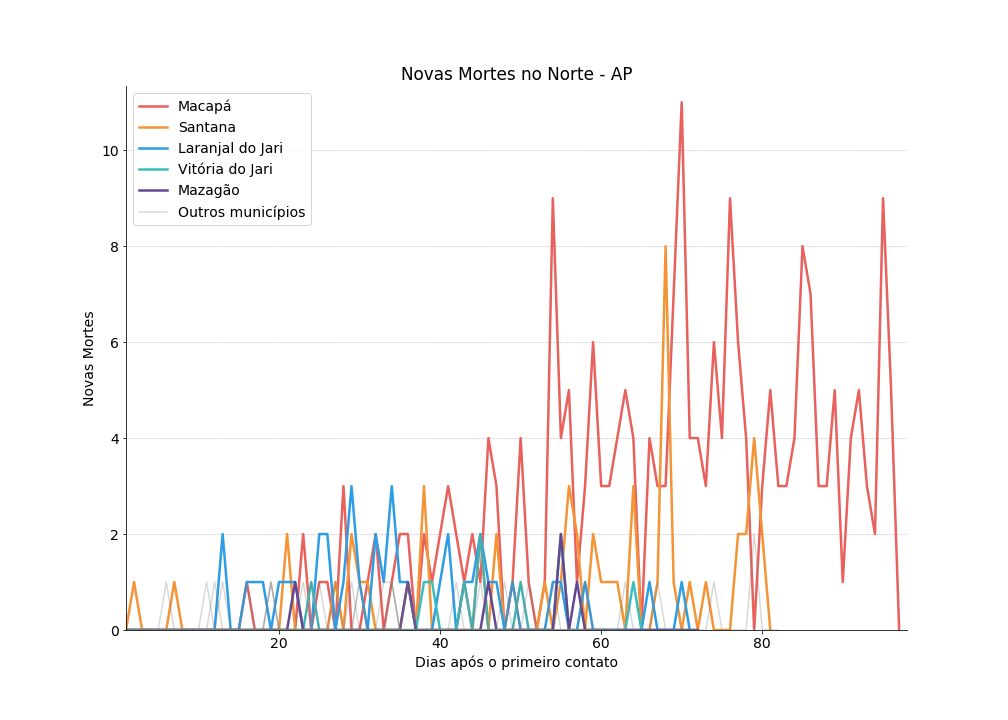 Novas Mortes no Norte - AP
Macapá
Santana
Laranjal do Jari
Vitória do Jari
Mazagão
Outros municípios
Novas Mortes
10
8
6
4
2
0
20
40
60
80
Dias após o primeiro contato